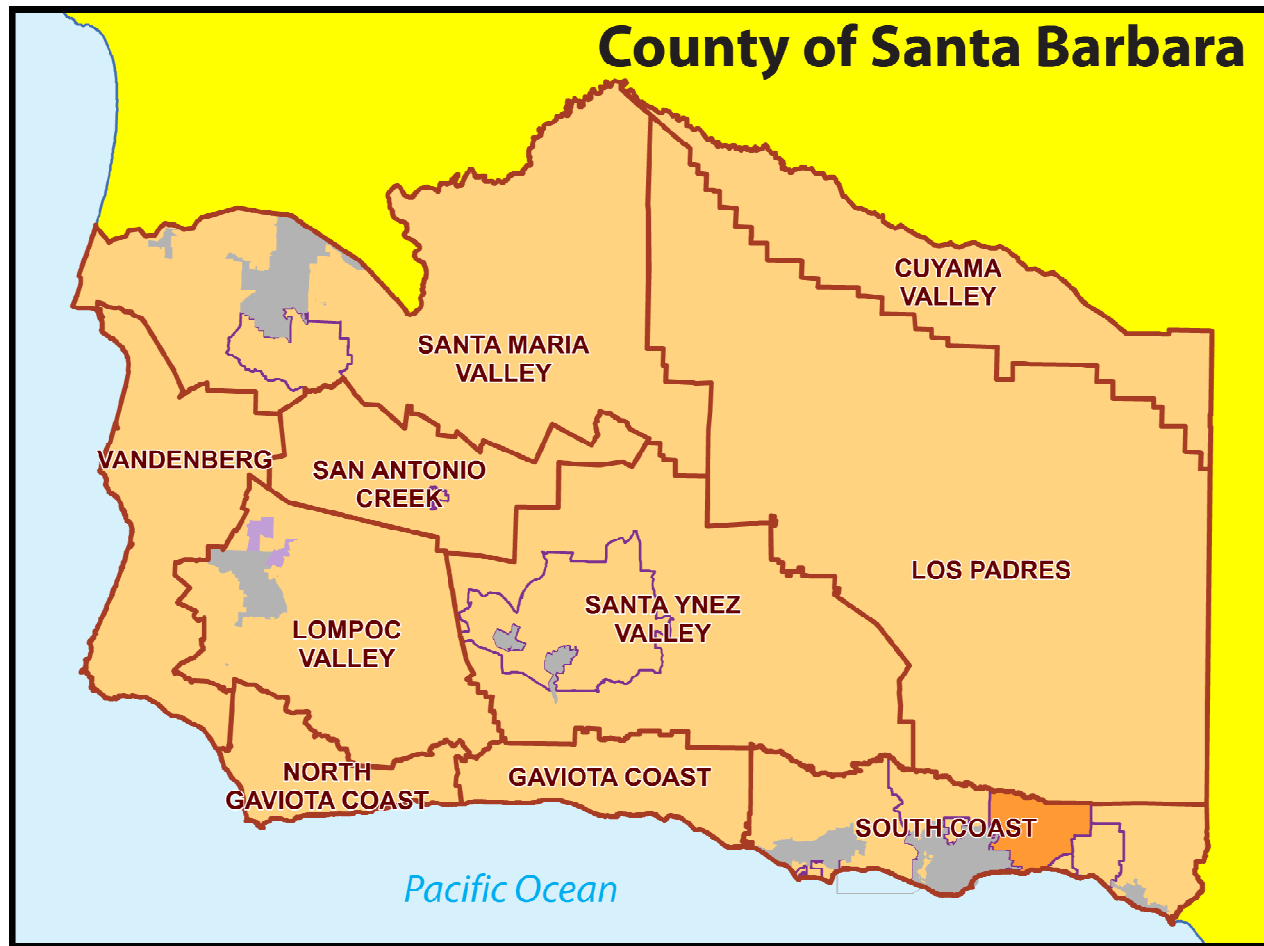 County of Santa Barbara
CUYAMA
VALLEY
SANTA MARIA
VALLEY
VANDENBERG
SAN ANTONIO
CREEK
LOS PADRES
SANTA YNEZ
VALLEY
LOMPOC
VALLEY
NORTH
GAVIOTA COAST
GAVIOTA COAST
SOUTH COAST
Pacific Ocean